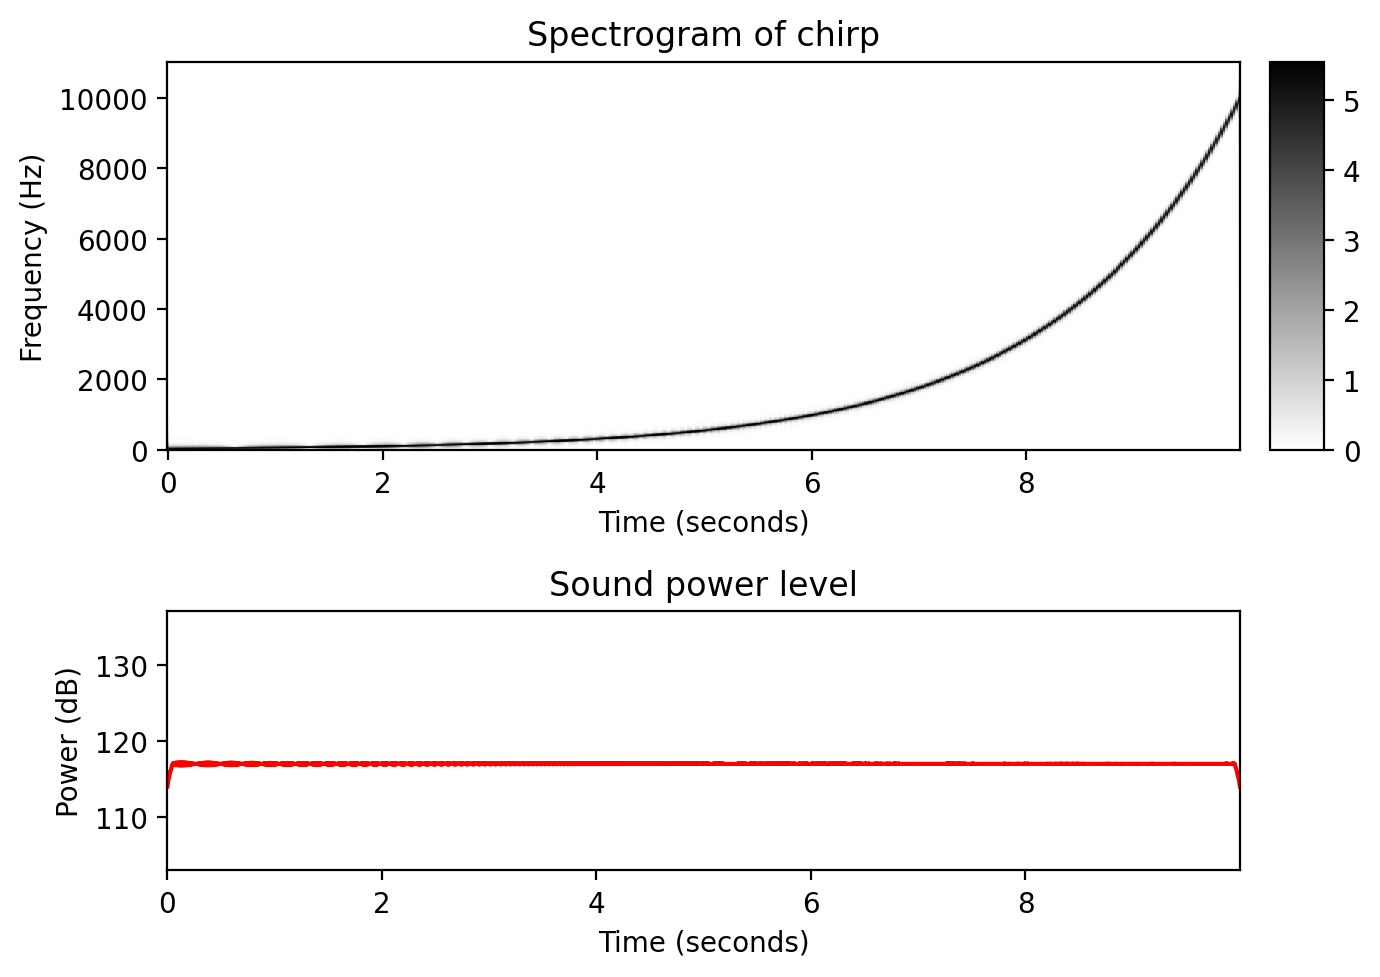 Spectrogram of chirp
10000
8000
6000
4000
2000
0
Frequency (Hz)
0 2 4 6 8
Time (seconds)
5
4
3
2
1
0
Sound power level
130
120
110
Power (dB)
0 2 4 6 8
Time (seconds)